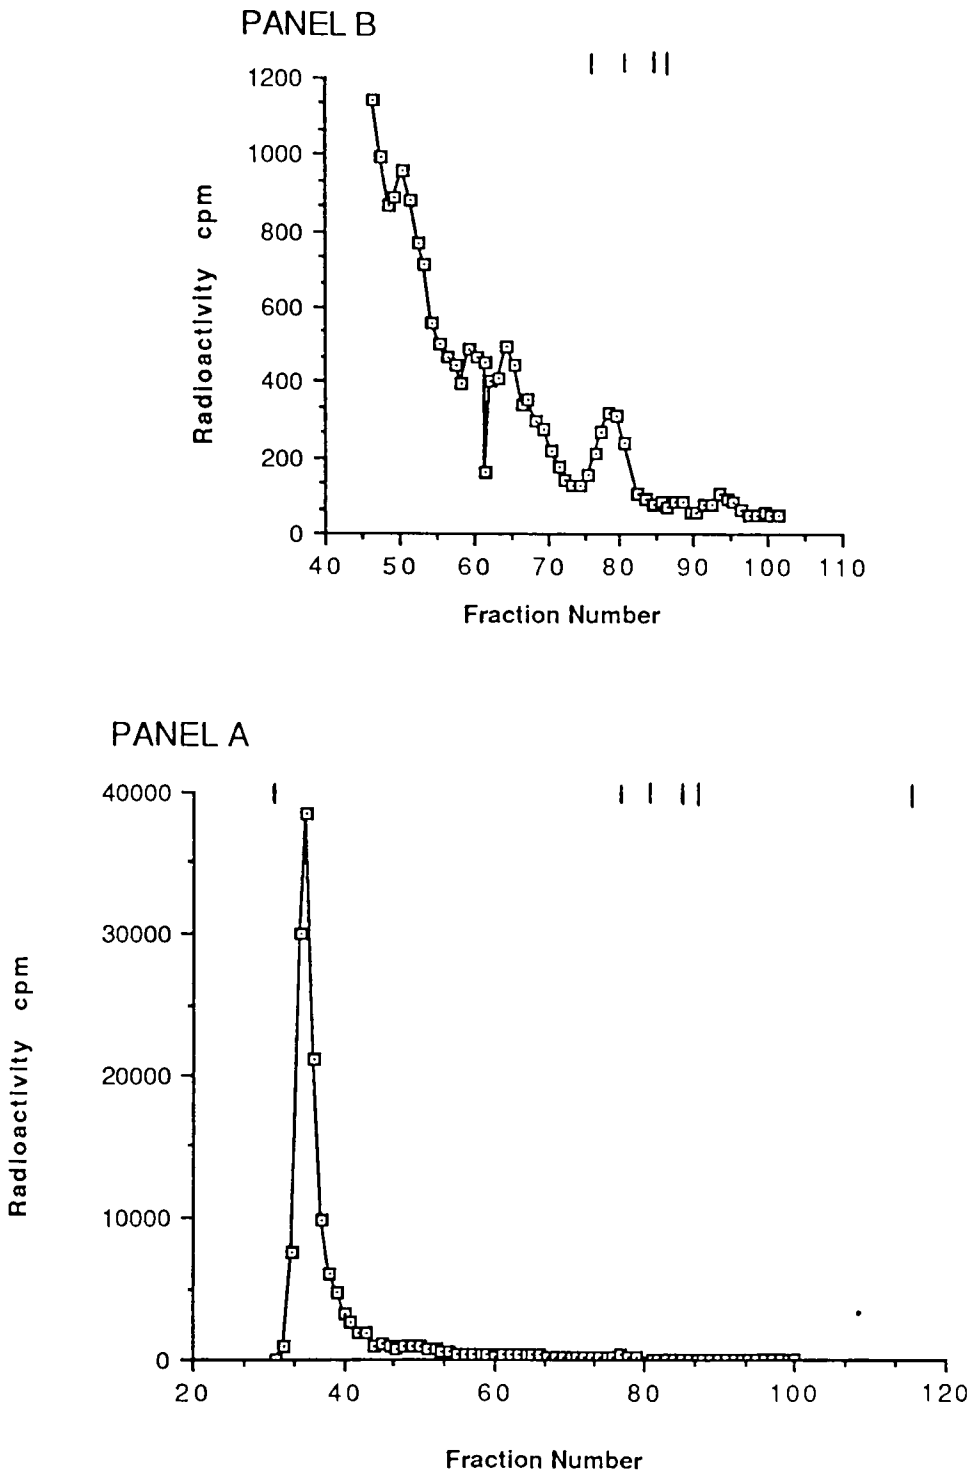 PANEL B
1200
1000
800
600
400
200
0
Radioactivity cpm
40 50 60 70 80 90 100 110
Fraction Number
PANEL A
40000
30000
20000
10000
0
Radioactivity cpm
20 40 60 80 100 120
Fraction Number